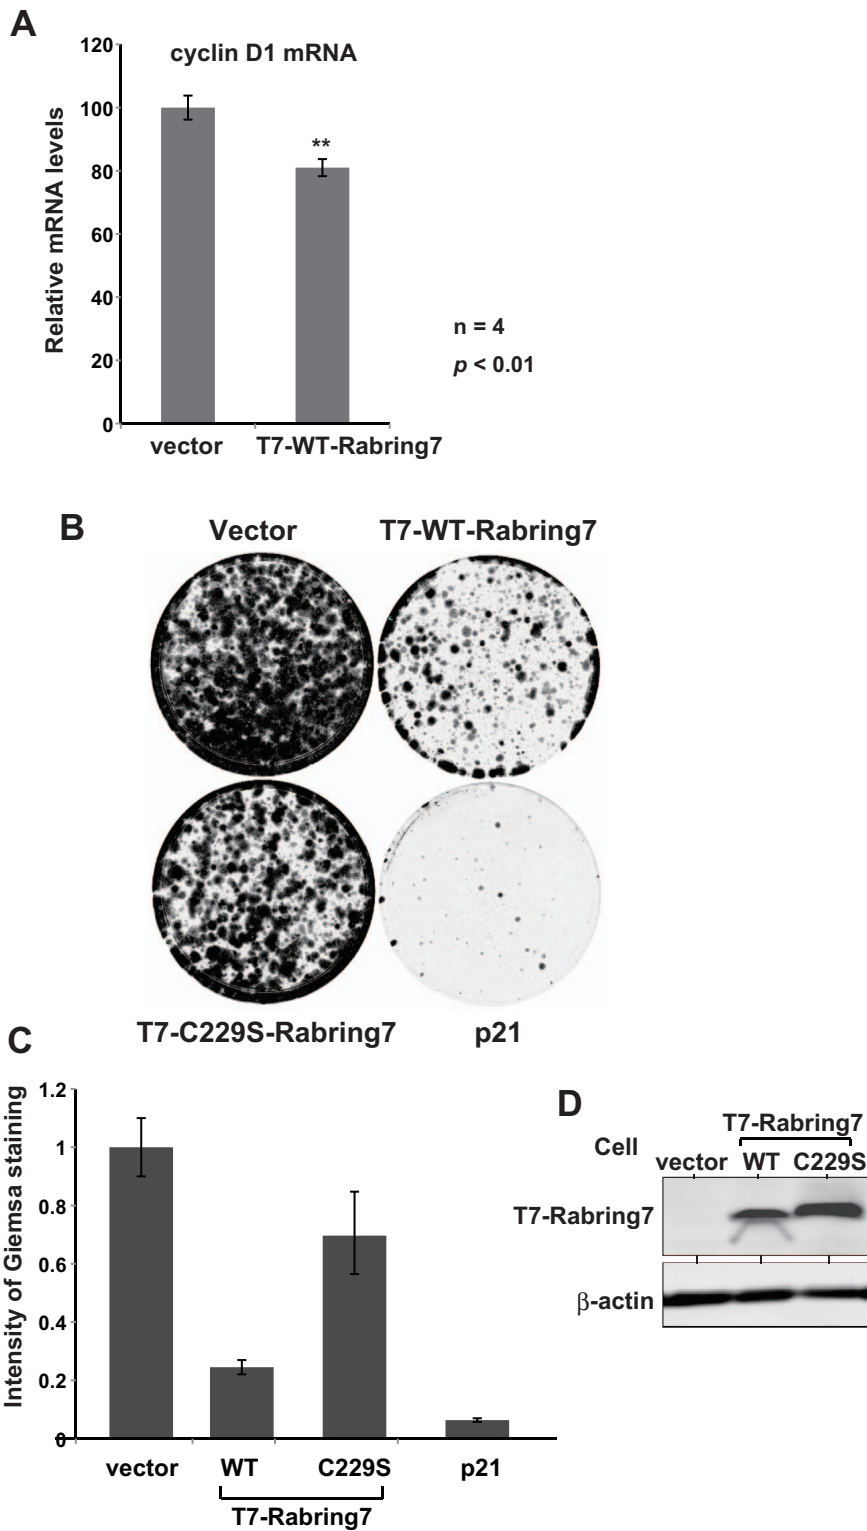 A
cyclin D1 mRNA
Relative mRNA levels
120
100
80
60
40
20
0
**
n = 4
p < 0.01
vector T7-WT-Rabring7
B
Vector T7-WT-Rabring7
T7-C229S-Rabring7 p21
C
Intensity of Giemsa staining
1.2
1
0.8
0.6
0.4
0.2
0
vector WT C229S p21
T7-Rabring7
D
T7-Rabring7
Cell vector WT C229S
T7-Rabring7
β-actin